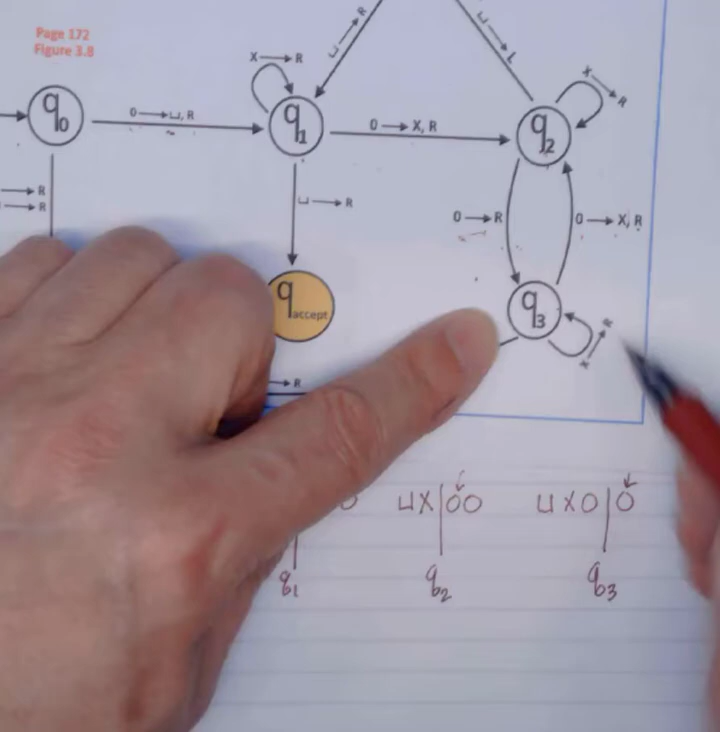 Page 172
Figure 3.8
⊔ → R
⊔ → L
x → R
x → R
q0
0 → ⊔, R
q1
0 → X, R
q2
→ R
→ R
⊔ → R
0 → R
0 → X, R
q accept
q3
x → R
→ R
⊔X|00
⊔X0|0
q1
q2
q3